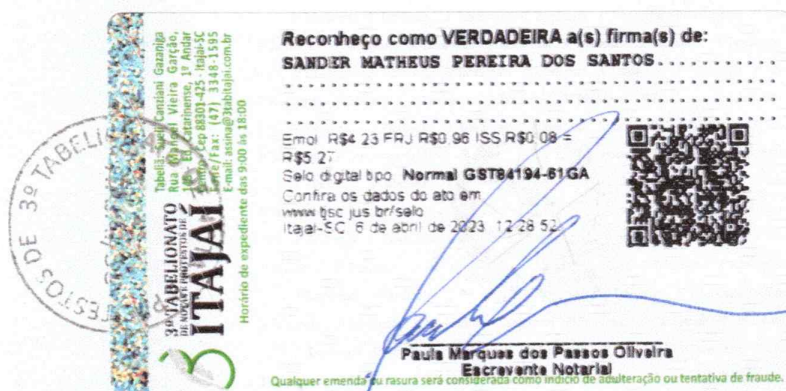 Reconheço como VERDADEIRA a(s) firma(s) de:
SANDER MATHEUS PEREIRA DOS SANTOS...........
Emol R$4 23 FRJ R$0.96 ISS R$0.08 =
R$5 27
Selo digital tipo Normal GST84194-61GA
Confira os dados do ato em
www tjsc jus br/selo
Itajaí-SC, 6 de abril de 2023, 12 28 52
Paula Marques dos Passos Oliveira
Escrevente Notarial
Qualquer emenda ou rasura será considerada como indício de adulteração ou tentativa de fraude.
Tabeliã: Canziani Gazaniga
Rua Manoel Vieira Garção,
Catarinense, 1º Andar
Cep 88301-425 - Itajaí-SC
Fone/Fax: (47) 3348-1595
E-mail: assina@3tabitajai.com.br
Horário de expediente das 9:00 às 18:00
3º TABELIONATO
DE NOTAS E PROTESTOS DE
ITAJAÍ
3
3º TABELIONATO DE